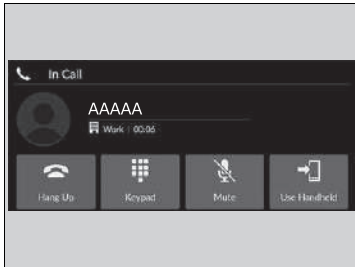 In Call
AAAAA
Work | 00:06
Hang Up
Keypad
Mute
Use Handheld